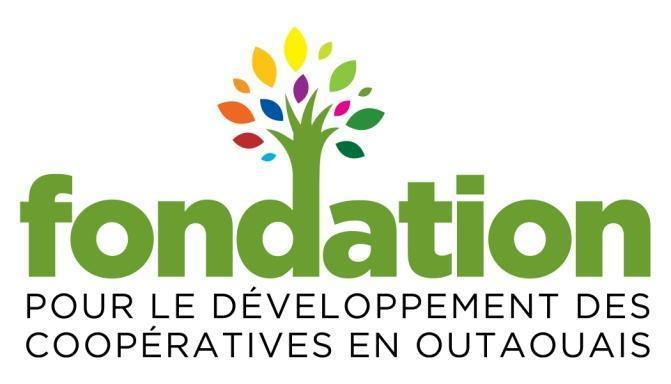 fondation
POUR LE DÉVELOPPEMENT DES
COOPÉRATIVES EN OUTAOUAIS